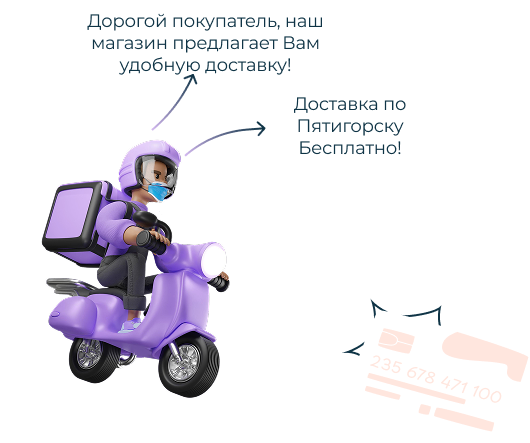 Дорогой покупатель, наш
магазин предлагает Вам
удобную доставку!
Доставка по
Пятигорску
Бесплатно!
235 678 471 100